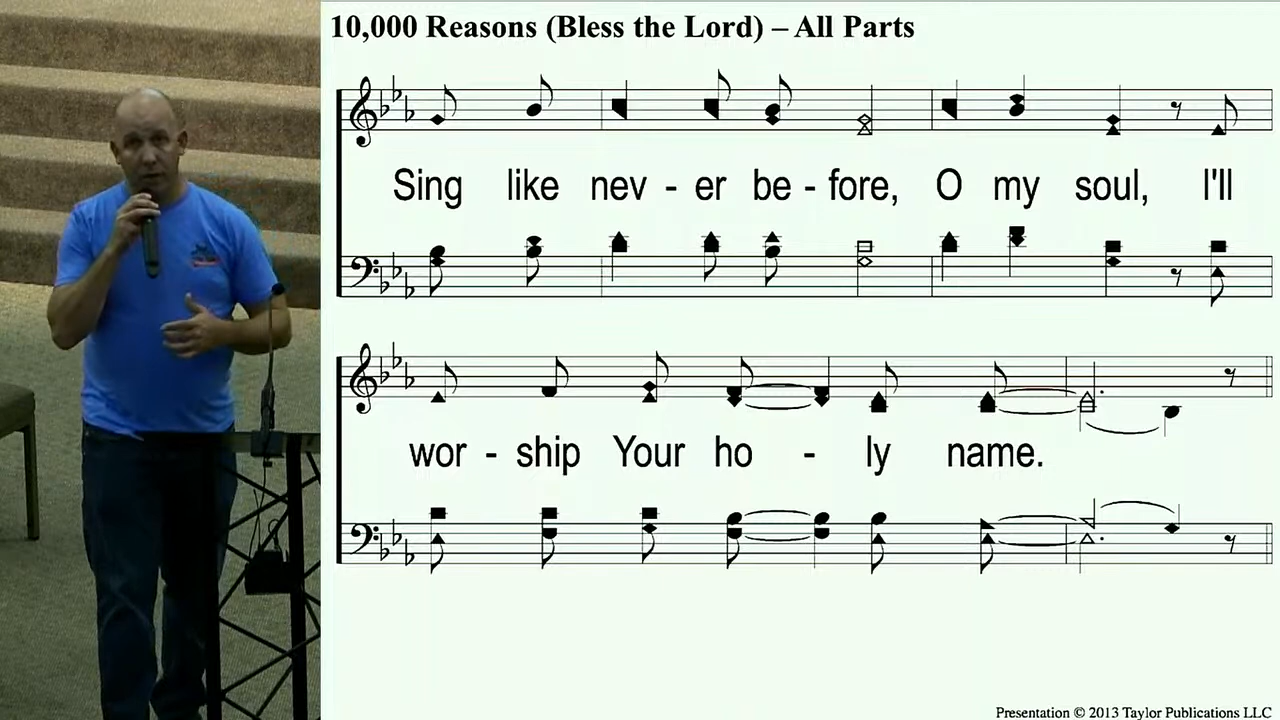 10,000 Reasons (Bless the Lord) – All Parts
Sing like nev - er be - fore, O my soul, I'll
wor - ship Your ho - ly name.
Presentation © 2013 Taylor Publications LLC